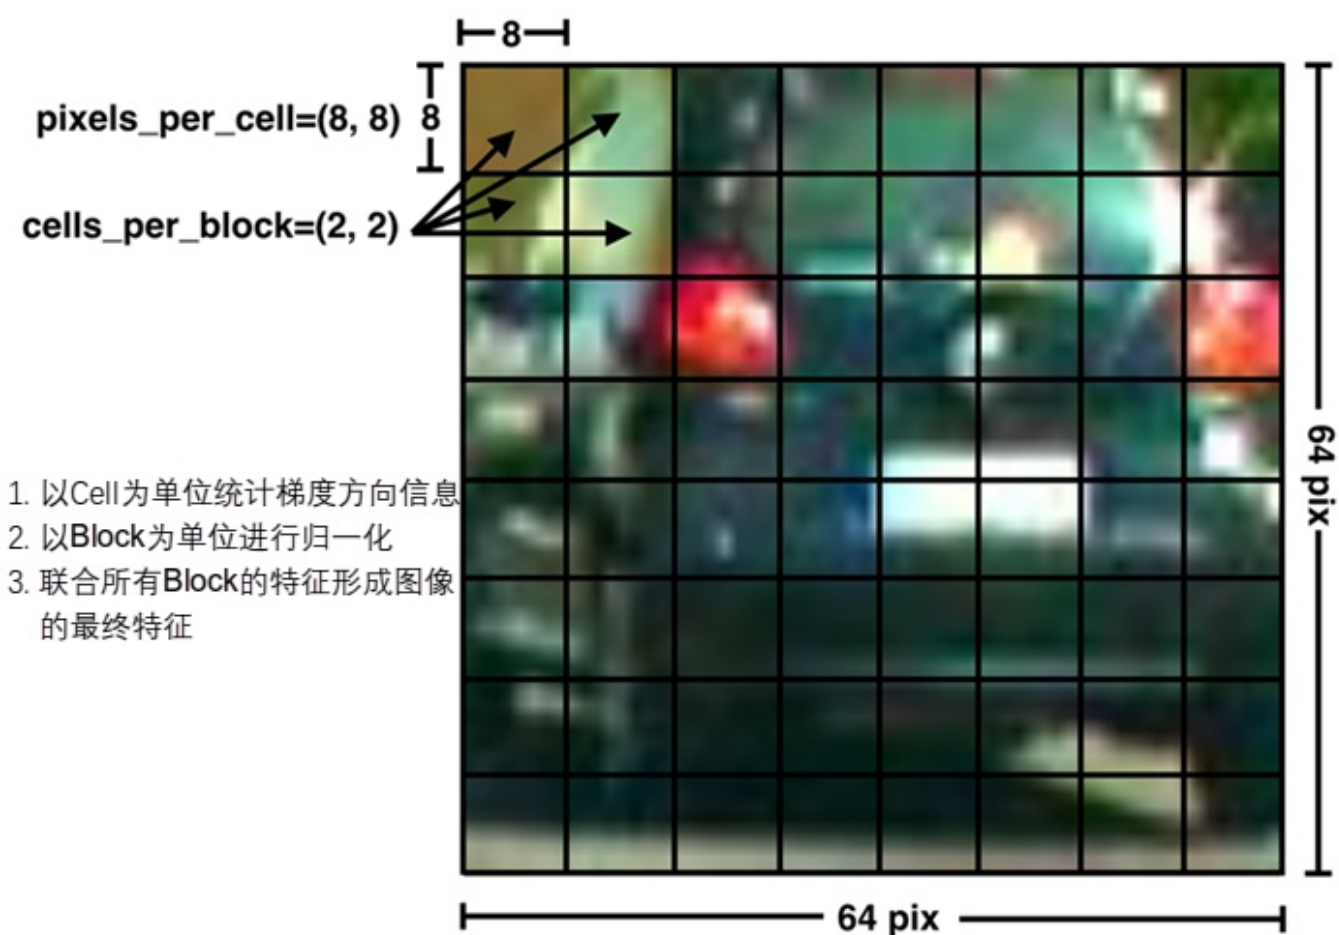 8
pixels_per_cell=(8, 8)
8
cells_per_block=(2, 2)
1. 以Cell为单位统计梯度方向信息
2. 以Block为单位进行归一化
3. 联合所有Block的特征形成图像
的最终特征
64 pix
64 pix